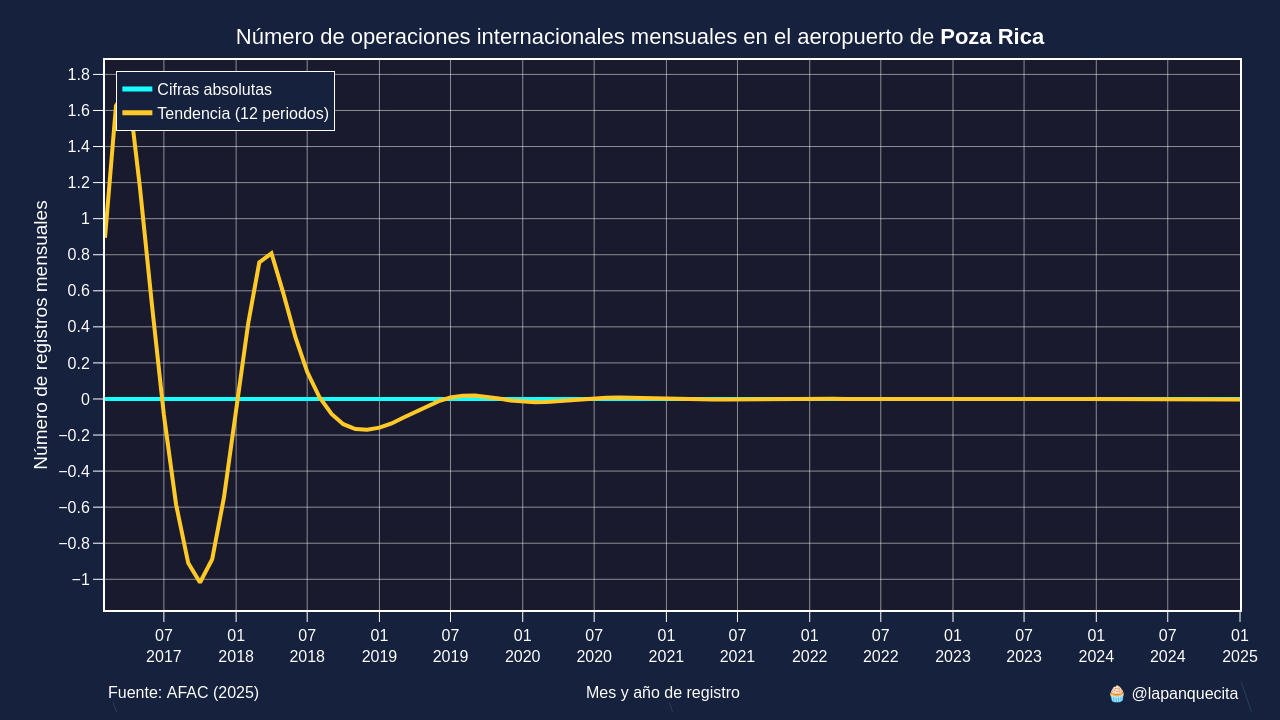 Número de operaciones internacionales mensuales en el aeropuerto de Poza Rica
Cifras absolutas
Tendencia (12 periodos)
Número de registros mensuales
1.8
1.6
1.4
1.2
1
0.8
0.6
0.4
0.2
0
−0.2
−0.4
−0.6
−0.8
−1
07 01 07 01 07 01 07 01 07 01 07 01 07 01 07 01
2017 2018 2018 2019 2019 2020 2020 2021 2021 2022 2022 2023 2023 2024 2024 2025
Fuente: AFAC (2025) Mes y año de registro 🧁 @lapanquecita